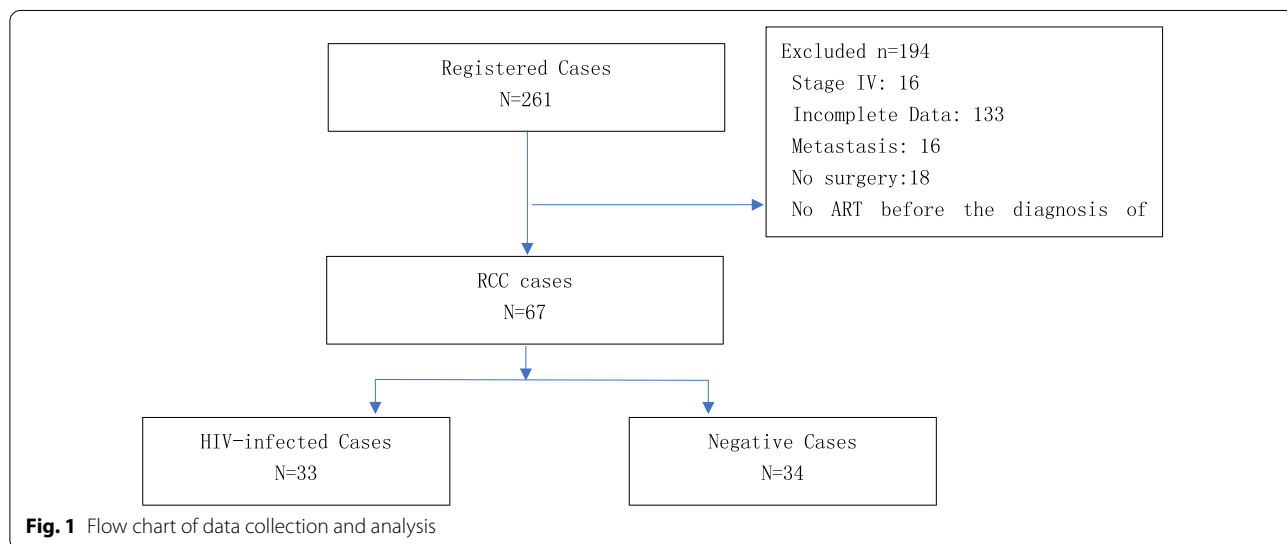 Registered Cases
N=261
Excluded n=194
Stage IV: 16
Incomplete Data: 133
Metastasis: 16
No surgery:18
No ART before the diagnosis of
RCC cases
N=67
HIV-infected Cases
N=33
Negative Cases
N=34
Fig. 1 Flow chart of data collection and analysis